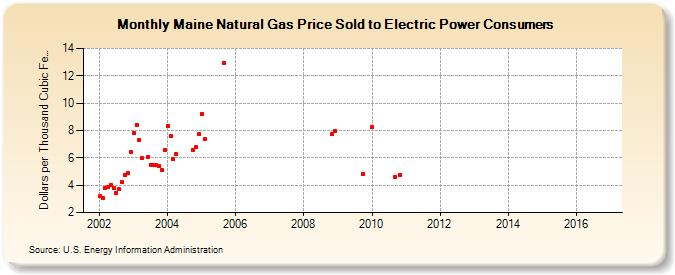 Monthly Maine Natural Gas Price Sold to Electric Power Consumers
Dollars per Thousand Cubic Fe...
14
12
10
8
6
4
2
2002 2004 2006 2008 2010 2012 2014 2016
Source: U.S. Energy Information Administration